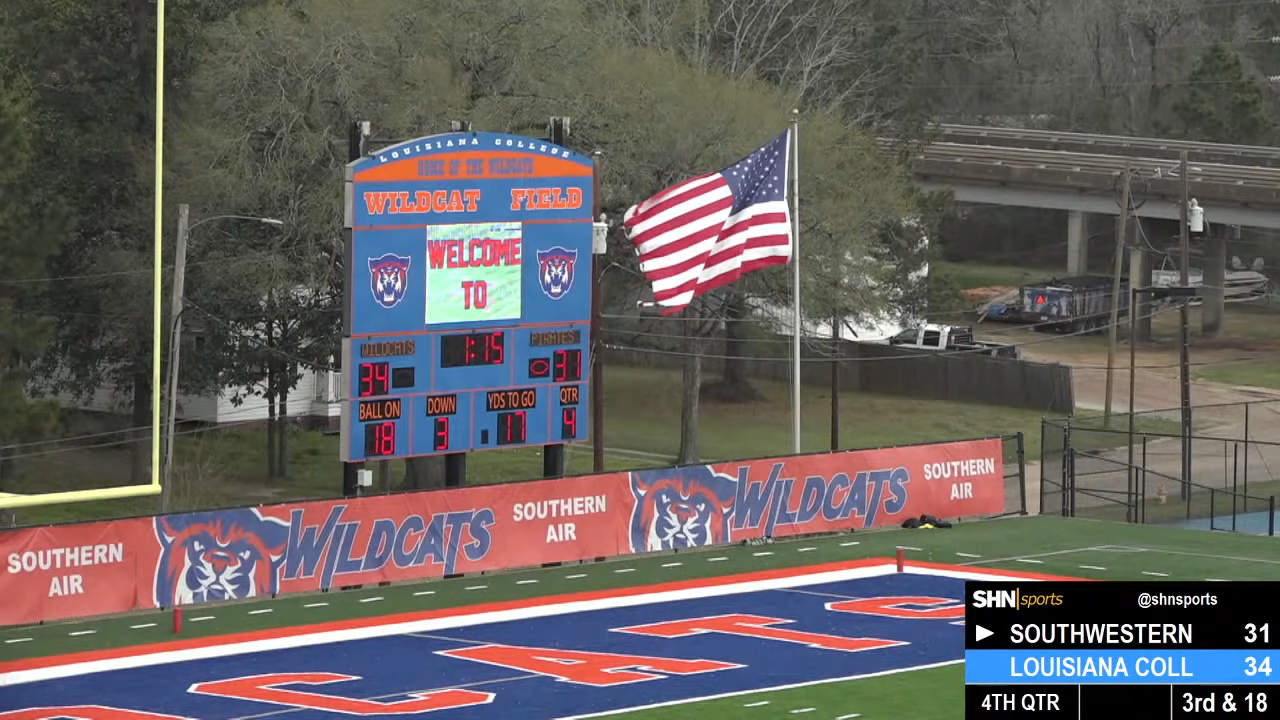 LOUISIANA COLLEGE
HOME OF THE WILDCATS
WILDCAT FIELD
WELCOME
TO
WILDCATS 1:15 PIRATES
34 31
BALL ON DOWN YDS TO GO QTR
18 3 17 4
SOUTHERN
AIR
WILDCATS
SOUTHERN
AIR
WILDCATS
SOUTHERN
AIR
CATS
SHN sports @shnsports
SOUTHWESTERN 31
LOUISIANA COLL 34
4TH QTR 3rd & 18